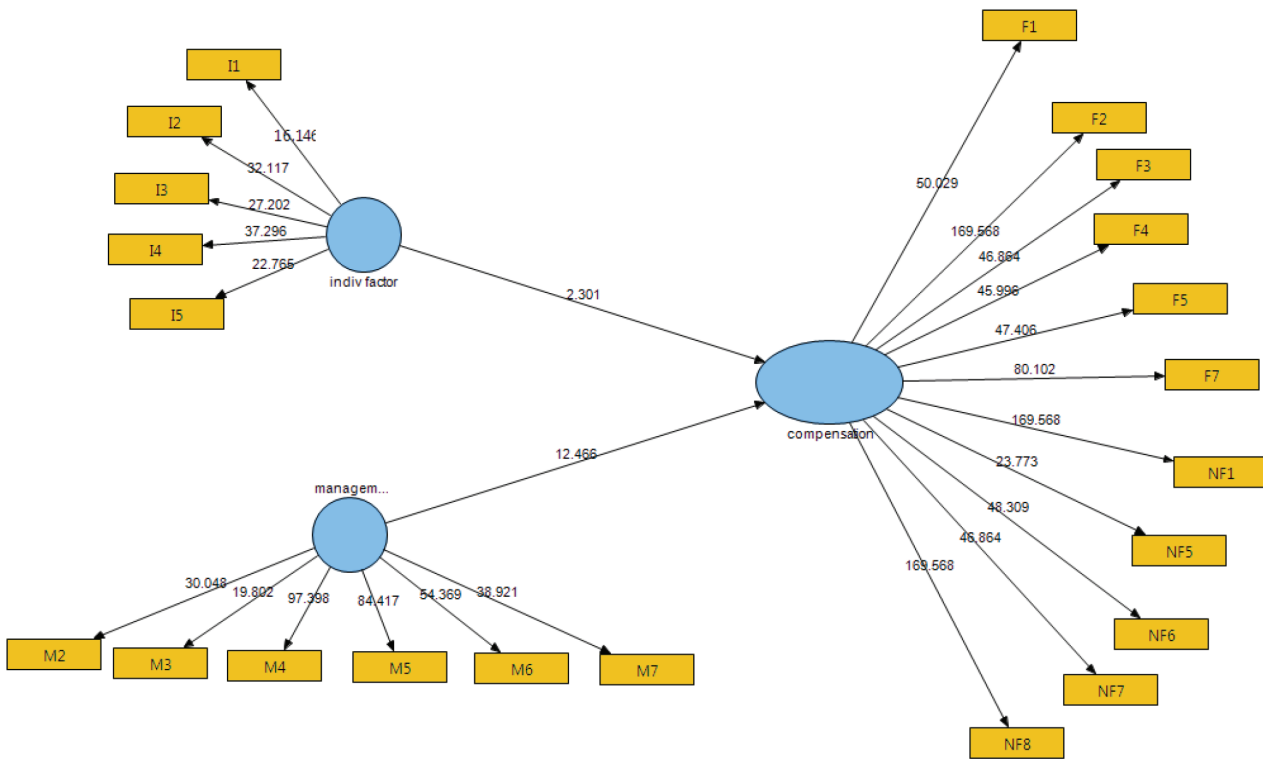 F1
I1
F2
I2
16.146
F3
32.117
I3
50.029
27.202
F4
169.568
I4
37.296
46.864
22.765
45.996
indiv factor
F5
2.301
I5
47.406
80.102
F7
compensation
169.568
12.466
23.773
NF1
managem...
48.309
46.864
NF5
169.568
30.048
19.802
97.398
84.417
54.369
38.921
NF6
M2
M3
M4
M5
M6
M7
NF7
NF8